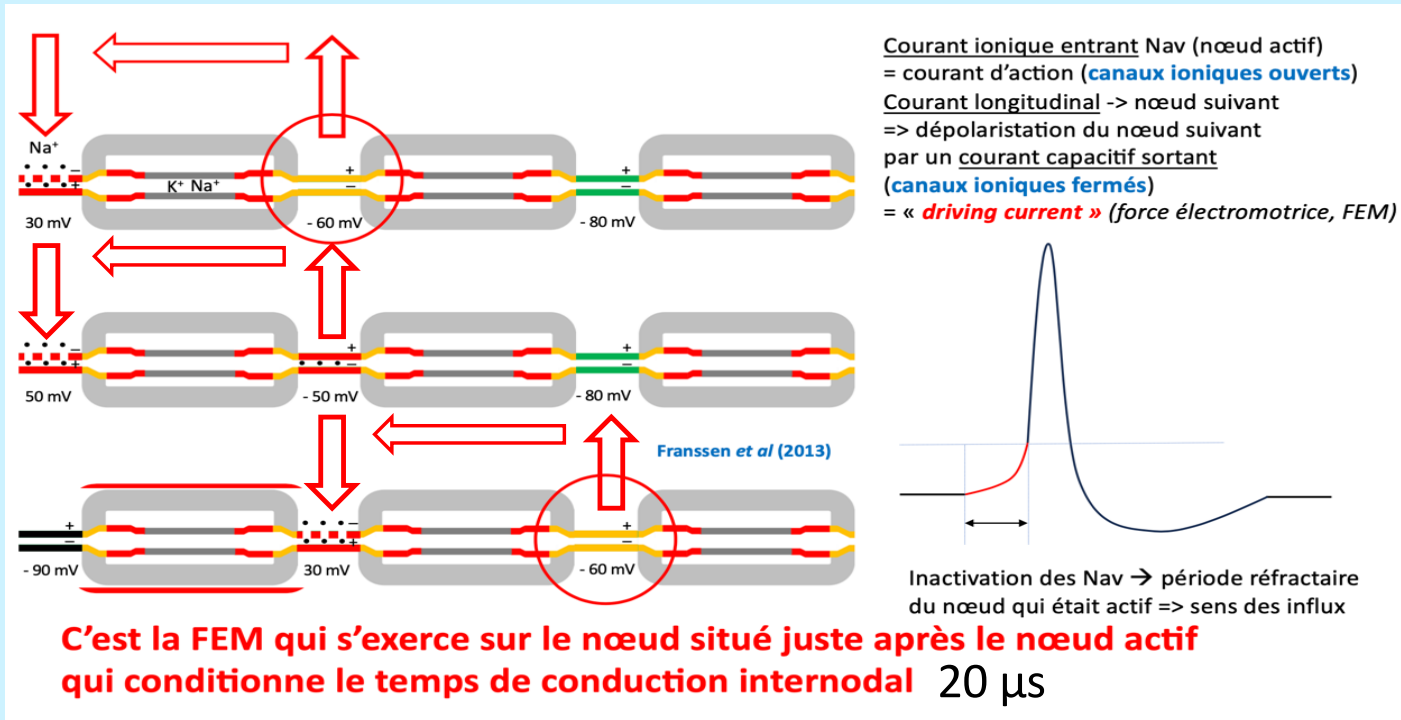 Courant ionique entrant Nav (nœud actif)
= courant d'action (canaux ioniques ouverts)
Courant longitudinal -> nœud suivant
=> dépolaristation du nœud suivant
par un courant capacitif sortant
(canaux ioniques fermés)
= « driving current » (force électromotrice, FEM)
Na⁺
−
+
K⁺ Na⁺
+
−
+
−
30 mV
- 60 mV
- 80 mV
−
+
+
−
+
−
50 mV
- 50 mV
- 80 mV
Franssen et al (2013)
+
−
−
+
+
−
- 90 mV
30 mV
- 60 mV
Inactivation des Nav → période réfractaire
du nœud qui était actif => sens des influx
C'est la FEM qui s'exerce sur le nœud situé juste après le nœud actif
qui conditionne le temps de conduction internodal 20 µs